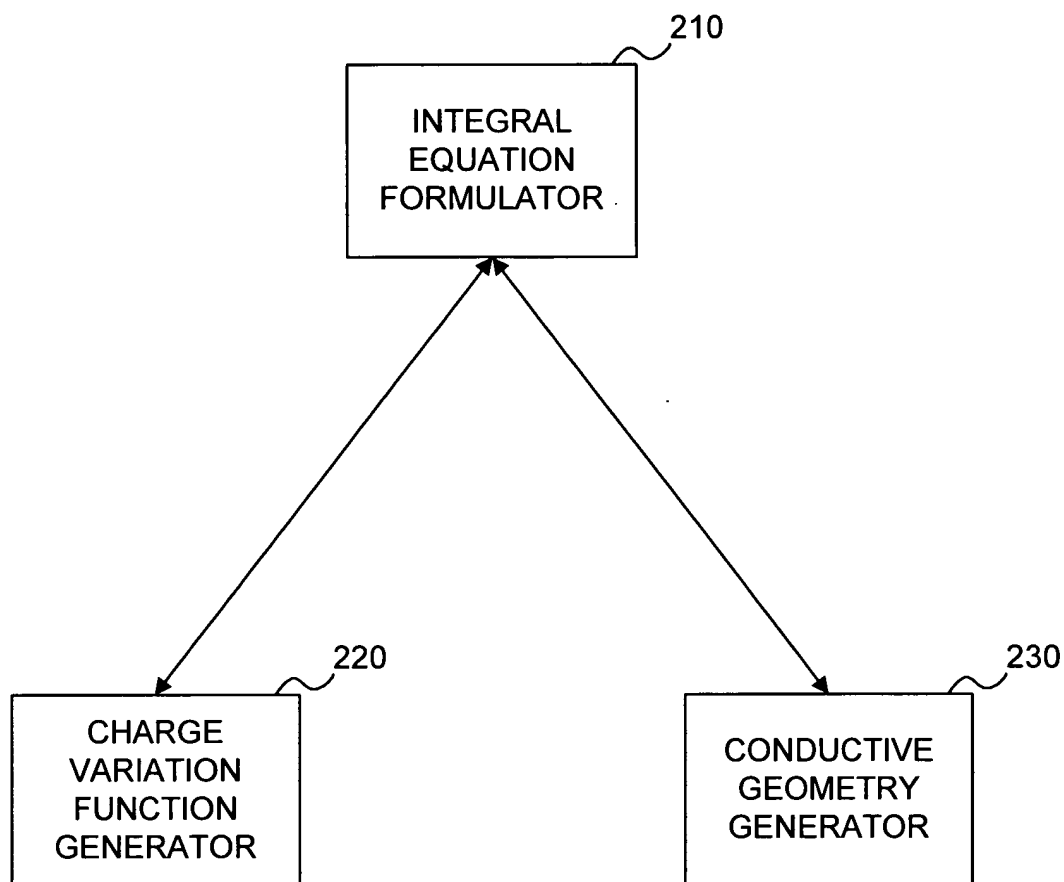 210
INTEGRAL
EQUATION
FORMULATOR
220
CHARGE
VARIATION
FUNCTION
GENERATOR
230
CONDUCTIVE
GEOMETRY
GENERATOR